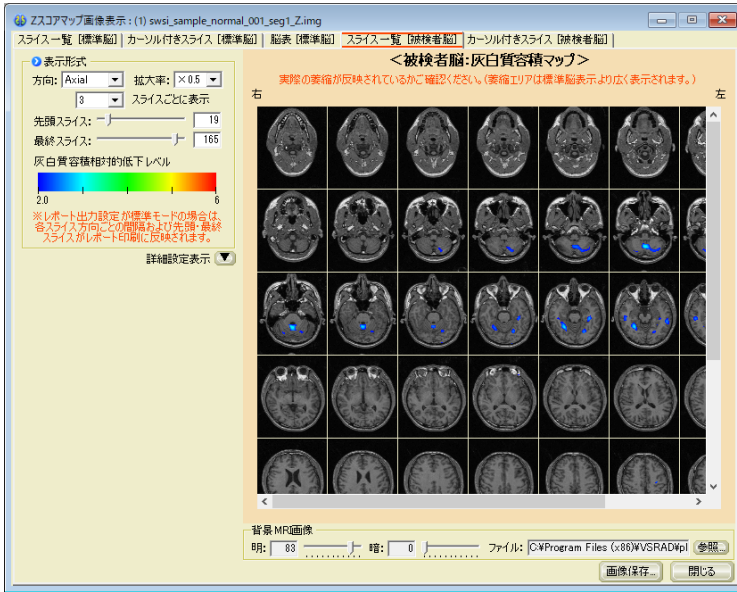 Zスコアマップ画像表示 : (1) swsi_sample_normal_001_seg1_Z.img
スライス一覧 [標準脳] カーソル付きスライス [標準脳] 脳表 [標準脳] スライス一覧 [被検者脳] カーソル付きスライス [被検者脳]
表示形式
方向: Axial 拡大率: ×0.5
3 スライスごとに表示
先頭スライス: 19
最終スライス: 165
灰白質容積相対的低下レベル
2.0 6
※レポート出力設定が標準モードの場合は、
各スライス方向ごとの間隔および先頭・最終
スライスがレポート印刷に反映されます。
詳細設定表示
<被検者脳:灰白質容積マップ>
実際の萎縮が反映されているかご確認ください。(萎縮エリアは標準脳表示より広く表示されます。)
右 左
背景MRI画像
明: 83 暗: 0 ファイル: C:¥Program Files (x86)¥VSRAD¥pl 参照...
画像保存... 閉じる